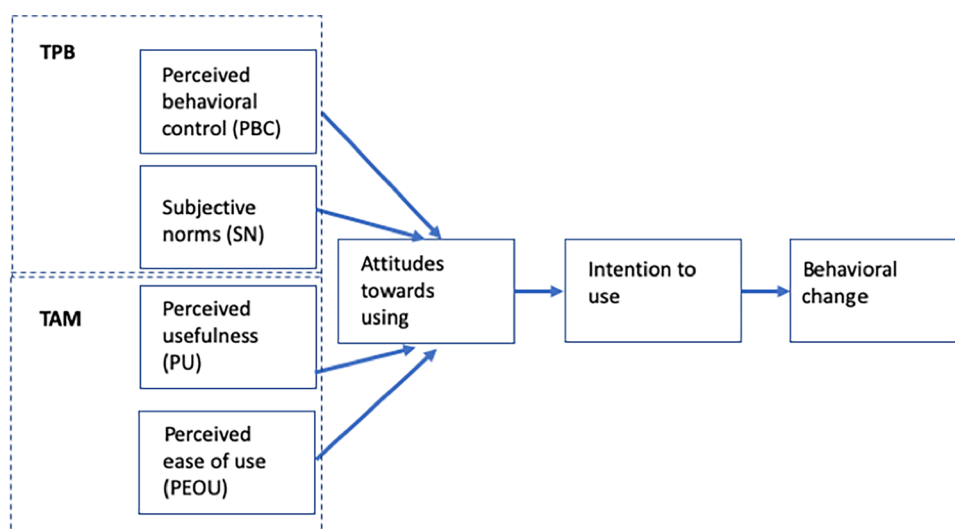 TPB
Perceived
behavioral
control (PBC)
Subjective
norms (SN)
TAM
Perceived
usefulness
(PU)
Perceived
ease of use
(PEOU)
Attitudes
towards
using
Intention to
use
Behavioral
change